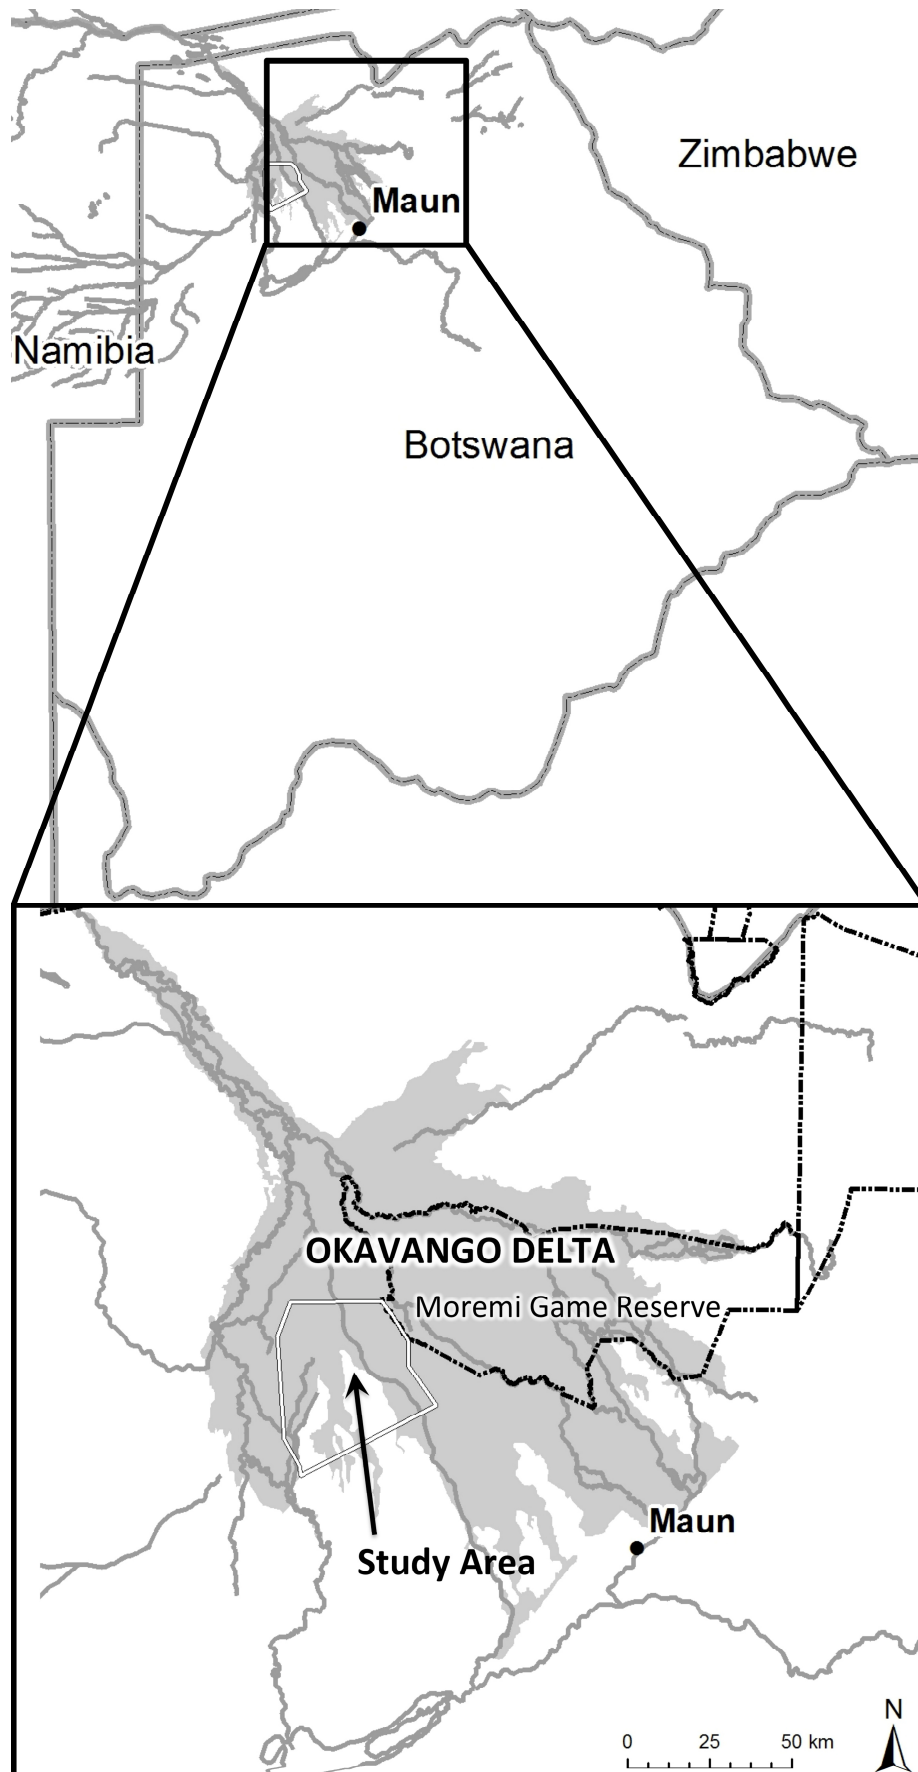 Zimbabwe
Maun
Namibia
Botswana
OKAVANGO DELTA
Moremi Game Reserve
Maun
Study Area
N
0 25 50 km